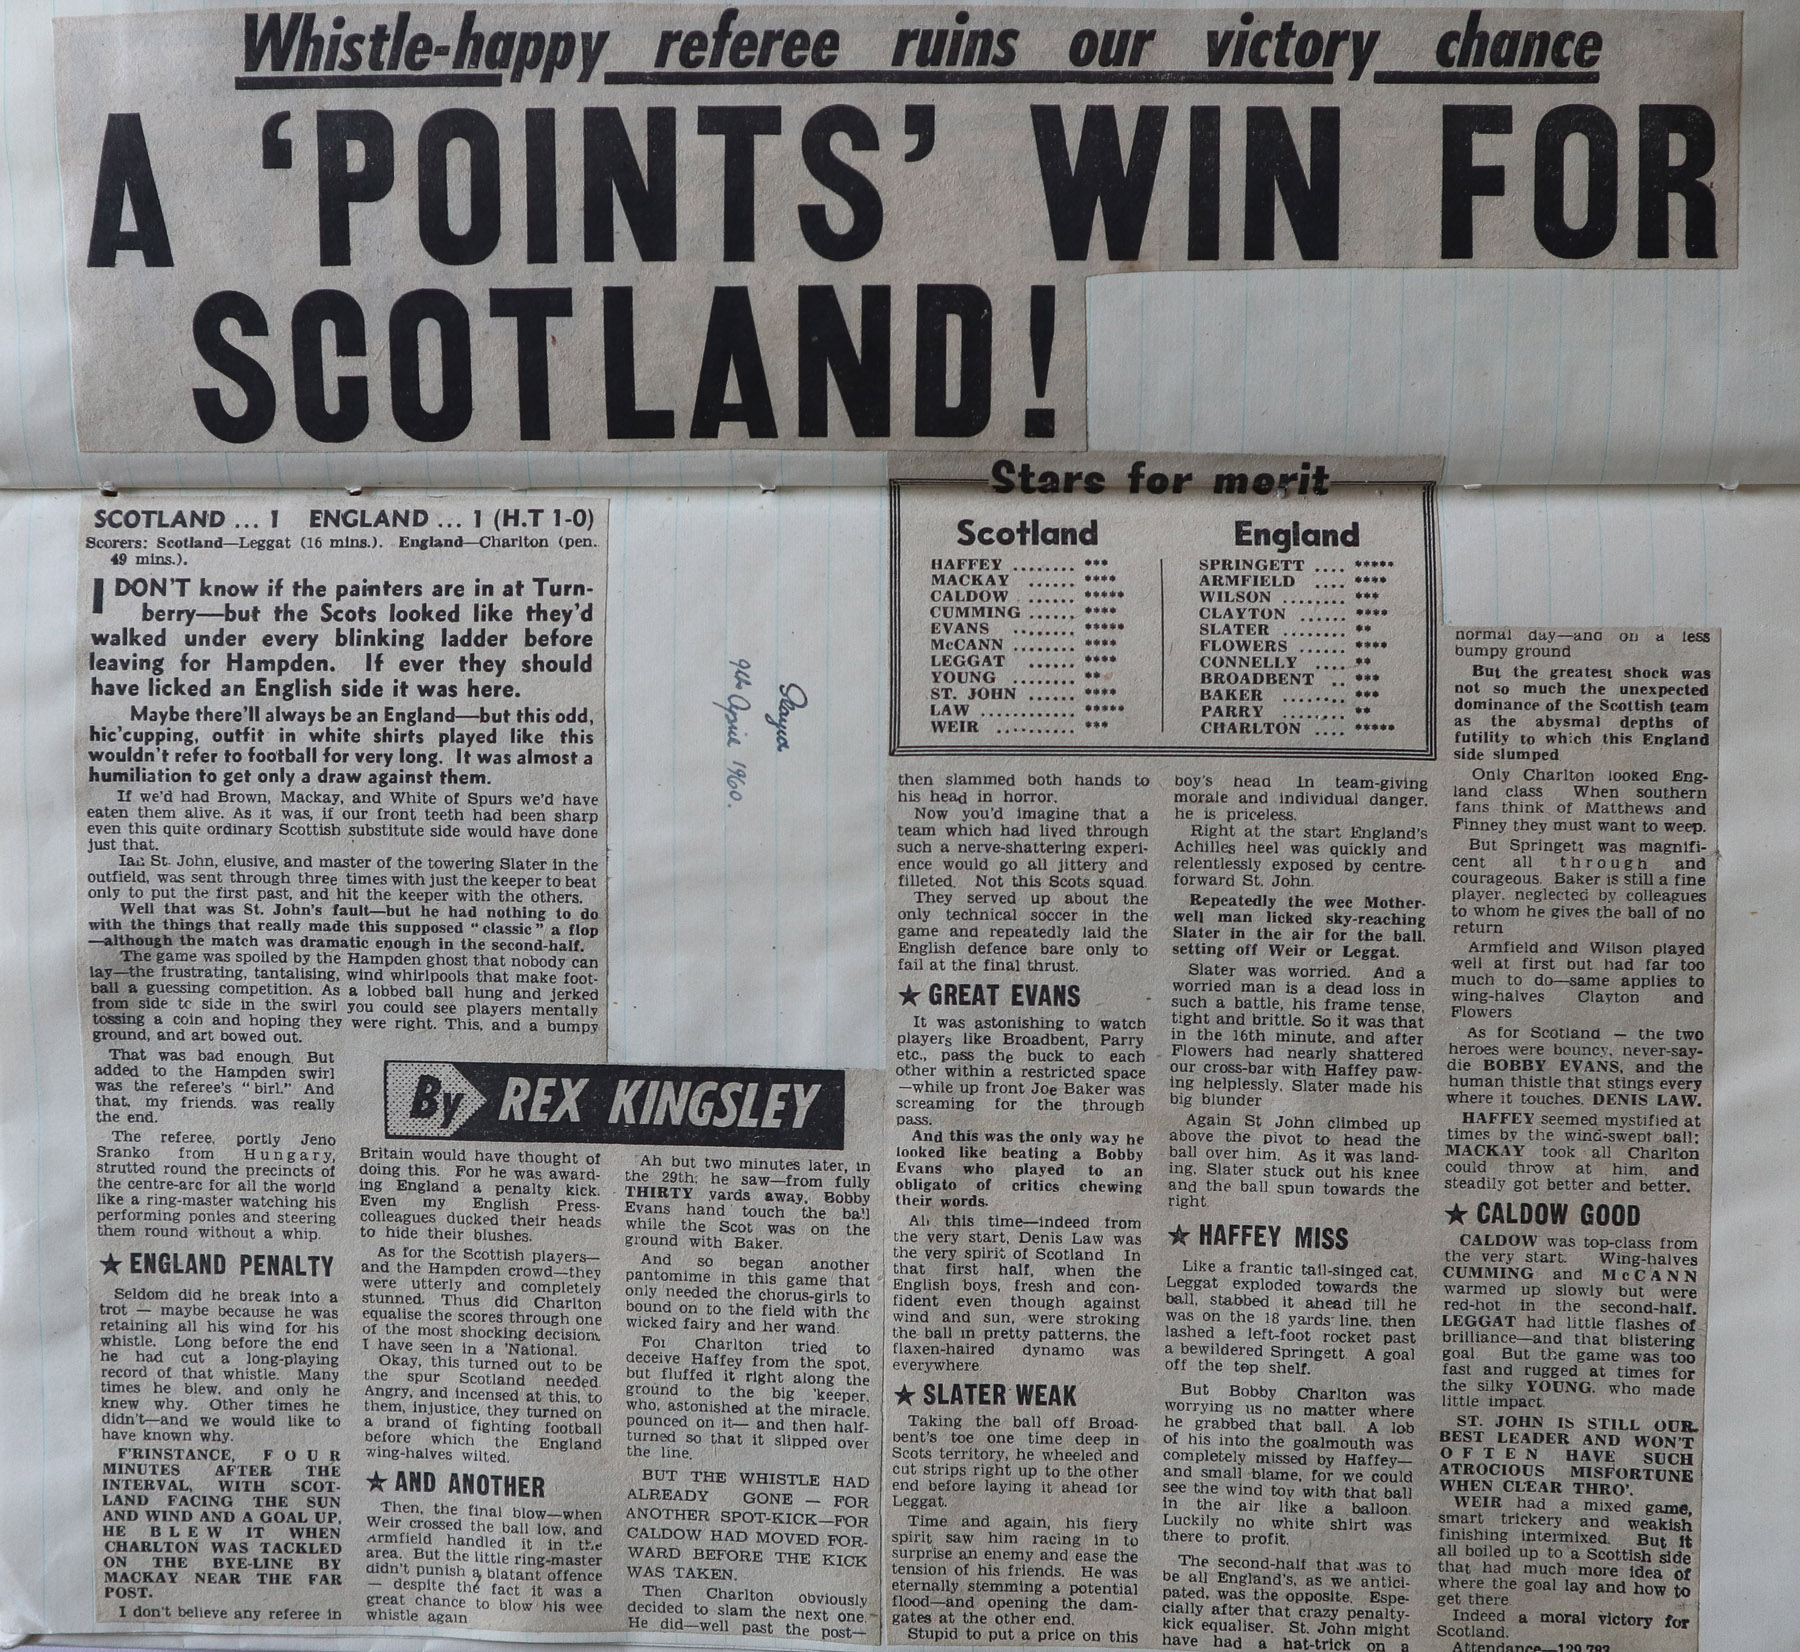 Whistle-happy referee ruins our victory chance
A ‘POINTS’ WIN FOR
SCOTLAND!
SCOTLAND ... 1 ENGLAND ... 1 (H.T 1-0)
Scorers: Scotland—Leggat (16 mins.). England—Charlton (pen.
49 mins.).
I DON'T know if the painters are in at Turn-
berry—but the Scots looked like they'd
walked under every blinking ladder before
leaving for Hampden. If ever they should
have licked an English side it was here.
Maybe there'll always be an England—but this odd,
hic'cupping, outfit in white shirts played like this
wouldn't refer to football for very long. It was almost a
humiliation to get only a draw against them.
If we'd had Brown, Mackay, and White of Spurs we'd have
eaten them alive. As it was, if our front teeth had been sharp
even this quite ordinary Scottish substitute side would have done
just that.
Ian St. John, elusive, and master of the towering Slater in the
outfield, was sent through three times with just the keeper to beat
only to put the first past, and hit the keeper with the others.
Well that was St. John's fault—but he had nothing to do
with the things that really made this supposed "classic" a flop
—although the match was dramatic enough in the second-half.
The game was spoiled by the Hampden ghost that nobody can
lay—the frustrating, tantalising, wind whirlpools that make foot-
ball a guessing competition. As a lobbed ball hung and jerked
from side to side in the swirl you could see players mentally
tossing a coin and hoping they were right. This, and a bumpy
ground, and art bowed out.
That was bad enough. But
added to the Hampden swirl
was the referee's "birl." And
that, my friends. was really
the end.
The referee, portly Jeno
Sranko from Hungary,
strutted round the precincts of
the centre-arc for all the world
like a ring-master watching his
performing ponies and steering
them round without a whip.
★ ENGLAND PENALTY
Seldom did he break into a
trot — maybe because he was
retaining all his wind for his
whistle. Long before the end
he had cut a long-playing
record of that whistle. Many
times he blew, and only he
knew why. Other times he
didn't—and we would like to
have known why.
F'RINSTANCE, FOUR
MINUTES AFTER THE
INTERVAL, WITH SCOT-
LAND FACING THE SUN
AND WIND AND A GOAL UP,
HE BLEW IT WHEN
CHARLTON WAS TACKLED
ON THE BYE-LINE BY
MACKAY NEAR THE FAR
POST.
I don't believe any referee in
By REX KINGSLEY
Britain would have thought of
doing this. For he was award-
ing England a penalty kick.
Even my English Press-
colleagues ducked their heads
to hide their blushes.
As for the Scottish players—
and the Hampden crowd—they
were utterly and completely
stunned. Thus did Charlton
equalise the scores through one
of the most shocking decision.
I have seen in a 'National.
Okay, this turned out to be
the spur Scotland needed.
Angry, and incensed at this, to
them, injustice, they turned on
a brand of fighting football
before which the England
wing-halves wilted.
★ AND ANOTHER
Then, the final blow—when
Weir crossed the ball low, and
Armfield handled it in the
area. But the little ring-master
didn't punish a blatant offence
— despite the fact it was a
great chance to blow his wee
whistle again
Ah but two minutes later, in
the 29th, he saw—from fully
THIRTY yards away, Bobby
Evans hand touch the ball
while the Scot was on the
ground with Baker.
And so began another
pantomime in this game that
only needed the chorus-girls to
bound on to the field with the
wicked fairy and her wand.
For Charlton tried to
deceive Haffey from the spot,
but fluffed it right along the
ground to the big 'keeper,
who, astonished at the miracle,
pounced on it— and then half-
turned so that it slipped over
the line.
BUT THE WHISTLE HAD
ALREADY GONE — FOR
ANOTHER SPOT-KICK—FOR
CALDOW HAD MOVED FOR-
WARD BEFORE THE KICK
WAS TAKEN.
Then Charlton obviously
decided to slam the next one.
He did—well past the post—
9th April 1960.
Stars for merit
Scotland
HAFFEY ........ ***
MACKAY ...... ****
CALDOW ...... *****
CUMMING ...... ****
EVANS ........ *****
McCANN ...... ****
LEGGAT ...... ****
YOUNG ........ **
ST. JOHN ...... ****
LAW ............ *****
WEIR .......... ***
England
SPRINGETT .... *****
ARMFIELD .... ****
WILSON ........ ***
CLAYTON ...... ****
SLATER ........ **
FLOWERS ...... ****
CONNELLY .... **
BROADBENT .. ***
BAKER ........ ***
PARRY ........ **
CHARLTON .... *****
then slammed both hands to
his head in horror.
Now you'd imagine that a
team which had lived through
such a nerve-shattering experi-
ence would go all jittery and
filleted. Not this Scots squad.
They served up about the
only technical soccer in the
game and repeatedly laid the
English defence bare only to
fail at the final thrust.
★ GREAT EVANS
It was astonishing to watch
players like Broadbent, Parry
etc., pass the buck to each
other within a restricted space
—while up front Joe Baker was
screaming for the through
pass.
And this was the only way he
looked like beating a Bobby
Evans who played to an
obligato of critics chewing
their words.
All this time—indeed from
the very start, Denis Law was
the very spirit of Scotland In
that first half, when the
English boys, fresh and con-
fident even though against
wind and sun, were stroking
the ball in pretty patterns, the
flaxen-haired dynamo was
everywhere
★ SLATER WEAK
Taking the ball off Broad-
bent's toe one time deep in
Scots territory, he wheeled and
cut strips right up to the other
end before laying it ahead for
Leggat.
Time and again, his fiery
spirit saw him racing in to
surprise an enemy and ease the
tension of his friends. He was
eternally stemming a potential
flood—and opening the dam-
gates at the other end.
Stupid to put a price on this
boy's head In team-giving
morale and individual danger,
he is priceless.
Right at the start England's
Achilles heel was quickly and
relentlessly exposed by centre-
forward St. John.
Repeatedly the wee Mother-
well man licked sky-reaching
Slater in the air for the ball.
setting off Weir or Leggat.
Slater was worried. And a
worried man is a dead loss in
such a battle, his frame tense,
tight and brittle. So it was that
in the 16th minute, and after
Flowers had nearly shattered
our cross-bar with Haffey paw-
ing helplessly, Slater made his
big blunder
Again St John climbed up
above the pivot to head the
ball over him. As it was land-
ing, Slater stuck out his knee
and the ball spun towards the
right
★ HAFFEY MISS
Like a frantic tail-singed cat,
Leggat exploded towards the
ball, stabbed it ahead till he
was on the 18 yards line, then
lashed a left-foot rocket past
a bewildered Springett. A goal
off the top shelf.
But Bobby Charlton was
worrying us no matter where
he grabbed that ball. A lob
of his into the goalmouth was
completely missed by Haffey—
and small blame, for we could
see the wind toy with that ball
in the air like a balloon.
Luckily no white shirt was
there to profit.
The second-half that was to
be all England's, as we antici-
pated, was the opposite. Espe-
cially after that crazy penalty-
kick equaliser. St. John might
have had a hat-trick on a
normal day—and on a less
bumpy ground
But the greatest shock was
not so much the unexpected
dominance of the Scottish team
as the abysmal depths of
futility to which this England
side slumped
Only Charlton looked Eng-
land class When southern
fans think of Matthews and
Finney they must want to weep.
But Springett was magnifi-
cent all through and
courageous. Baker is still a fine
player, neglected by colleagues
to whom he gives the ball of no
return
Armfield and Wilson played
well at first but had far too
much to do—same applies to
wing-halves Clayton and
Flowers
As for Scotland — the two
heroes were bouncy, never-say-
die BOBBY EVANS, and the
human thistle that stings every
where it touches, DENIS LAW.
HAFFEY seemed mystified at
times by the wind-swept ball;
MACKAY took all Charlton
could throw at him, and
steadily got better and better.
★ CALDOW GOOD
CALDOW was top-class from
the very start. Wing-halves
CUMMING and McCANN
warmed up slowly but were
red-hot in the second-half.
LEGGAT had little flashes of
brilliance—and that blistering
goal. But the game was too
fast and rugged at times for
the silky YOUNG, who made
little impact.
ST. JOHN IS STILL OUR
BEST LEADER AND WON'T
OFTEN HAVE SUCH
ATROCIOUS MISFORTUNE
WHEN CLEAR THRO'.
WEIR had a mixed game,
smart trickery and weakish
finishing intermixed. But it
all boiled up to a Scottish side
that had much more idea of
where the goal lay and how to
get there
Indeed a moral victory for
Scotland.
Attendance—129,783